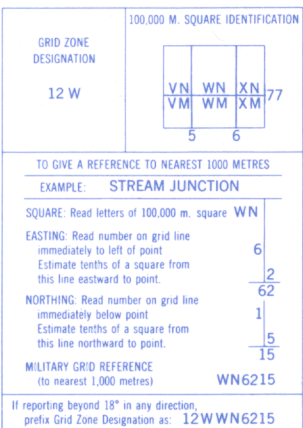 GRID ZONE
DESIGNATION
12 W
100,000 M. SQUARE IDENTIFICATION
VN WN XN
VM WM XM
77
5 6
TO GIVE A REFERENCE TO NEAREST 1000 METRES
EXAMPLE: STREAM JUNCTION
SQUARE: Read letters of 100,000 m. square WN
EASTING: Read number on grid line
immediately to left of point 6
Estimate tenths of a square from
this line eastward to point. 2
62
NORTHING: Read number on grid line
immediately below point 1
Estimate tenths of a square from
this line northward to point. 5
15
MILITARY GRID REFERENCE
(to nearest 1,000 metres) WN6215
If reporting beyond 18° in any direction,
prefix Grid Zone Designation as: 12WWN6215